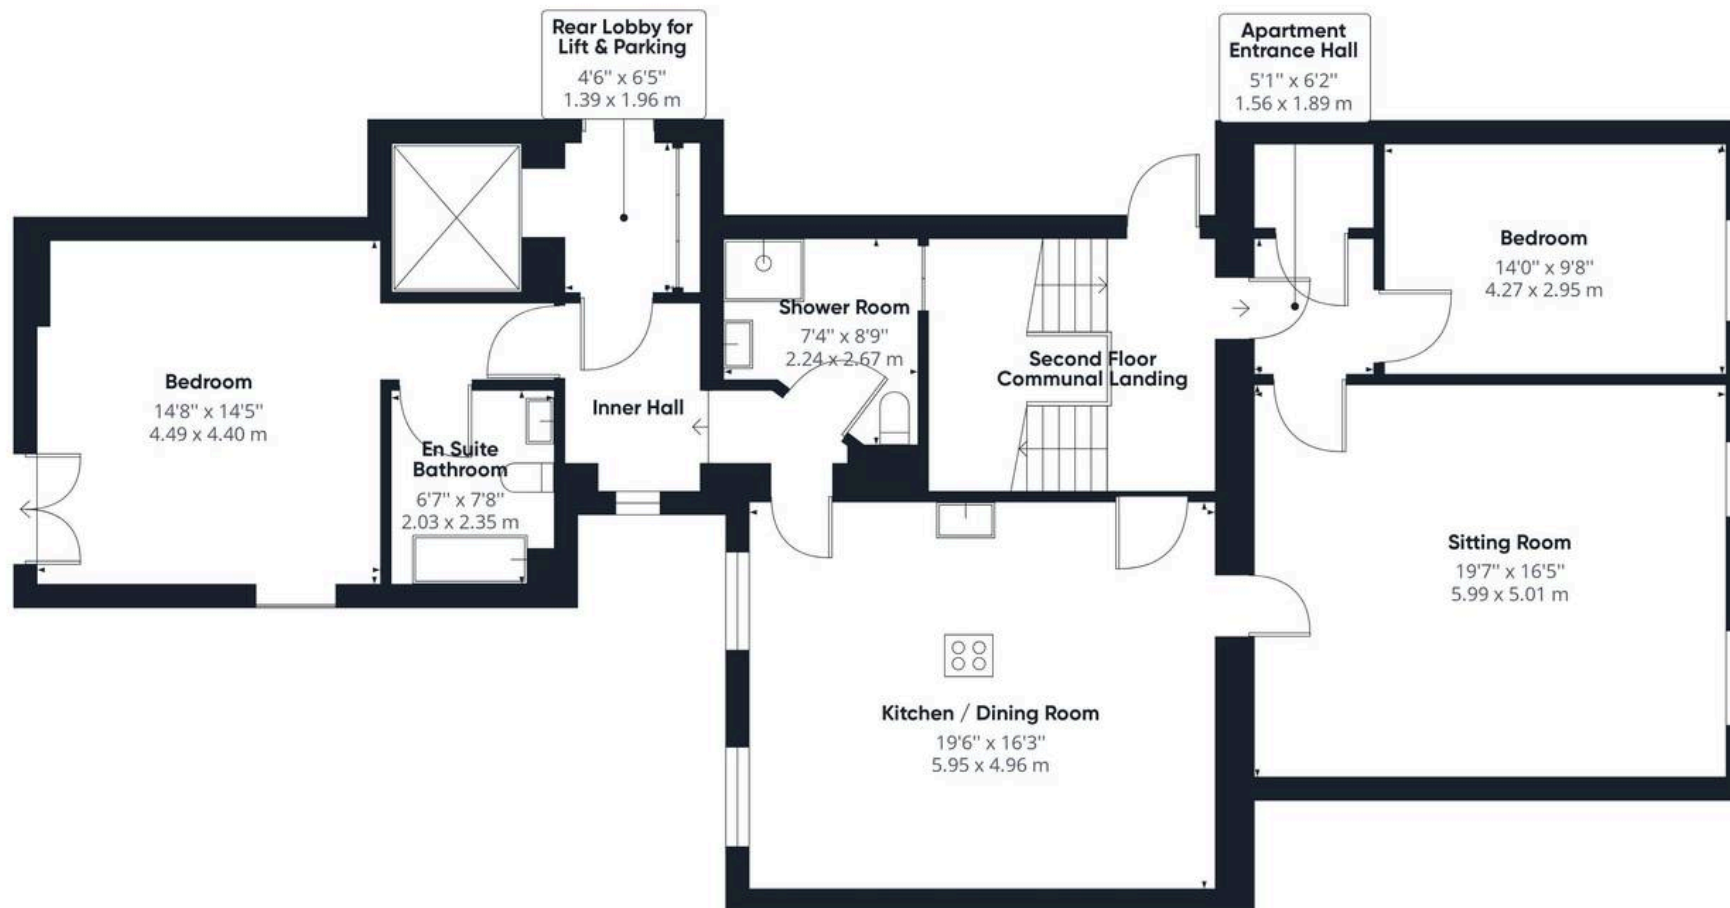 Rear Lobby for
Lift & Parking
4'6" x 6'5"
1.39 x 1.96 m
Apartment
Entrance Hall
5'1" x 6'2"
1.56 x 1.89 m
Bedroom
14'0" x 9'8"
4.27 x 2.95 m
Shower Room
7'4" x 8'9"
2.24 x 2.67 m
Second Floor
Communal Landing
Bedroom
14'8" x 14'5"
4.49 x 4.40 m
Inner Hall
En Suite
Bathroom
6'7" x 7'8"
2.03 x 2.35 m
Sitting Room
19'7" x 16'5"
5.99 x 5.01 m
Kitchen / Dining Room
19'6" x 16'3"
5.95 x 4.96 m